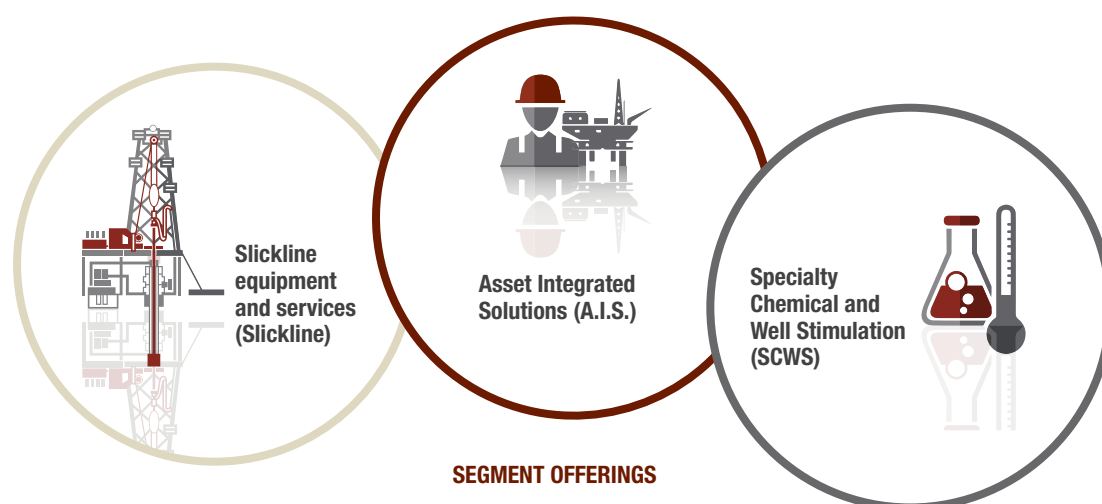 Slickline
equipment
and services
(Slickline)
Asset Integrated
Solutions (A.I.S.)
Specialty
Chemical and
Well Stimulation
(SCWS)
SEGMENT OFFERINGS